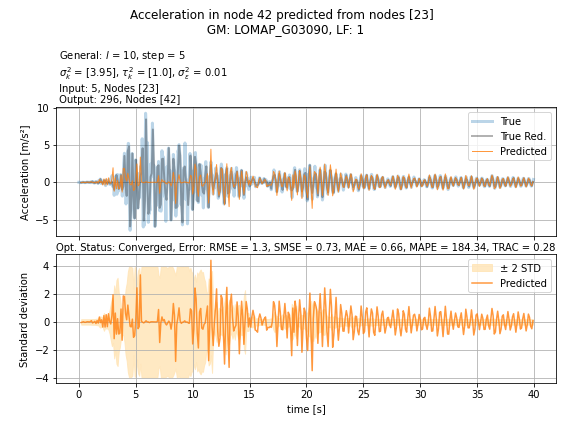 Acceleration in node 42 predicted from nodes [23]
GM: LOMAP_G03090, LF: 1
General: l = 10, step = 5
σ²ₖ = [3.95], τ²ₖ = [1.0], σ²ε = 0.01
Input: 5, Nodes [23]
Output: 296, Nodes [42]
10
5
0
−5
Acceleration [m/s²]
True
True Red.
Predicted
Opt. Status: Converged, Error: RMSE = 1.3, SMSE = 0.73, MAE = 0.66, MAPE = 184.34, TRAC = 0.28
4
2
0
−2
−4
Standard deviation
± 2 STD
Predicted
0 5 10 15 20 25 30 35 40
time [s]